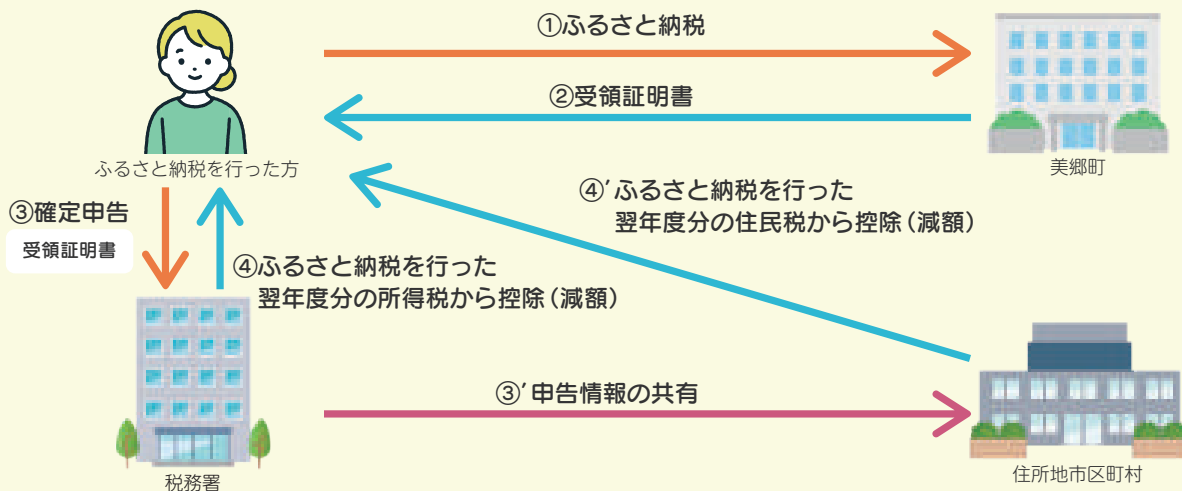 ①ふるさと納税
②受領証明書
ふるさと納税を行った方
美郷町
③確定申告
受領証明書
④’ふるさと納税を行った
翌年度分の住民税から控除（減額）
④ふるさと納税を行った
翌年度分の所得税から控除（減額）
③’申告情報の共有
税務署
住所地市区町村